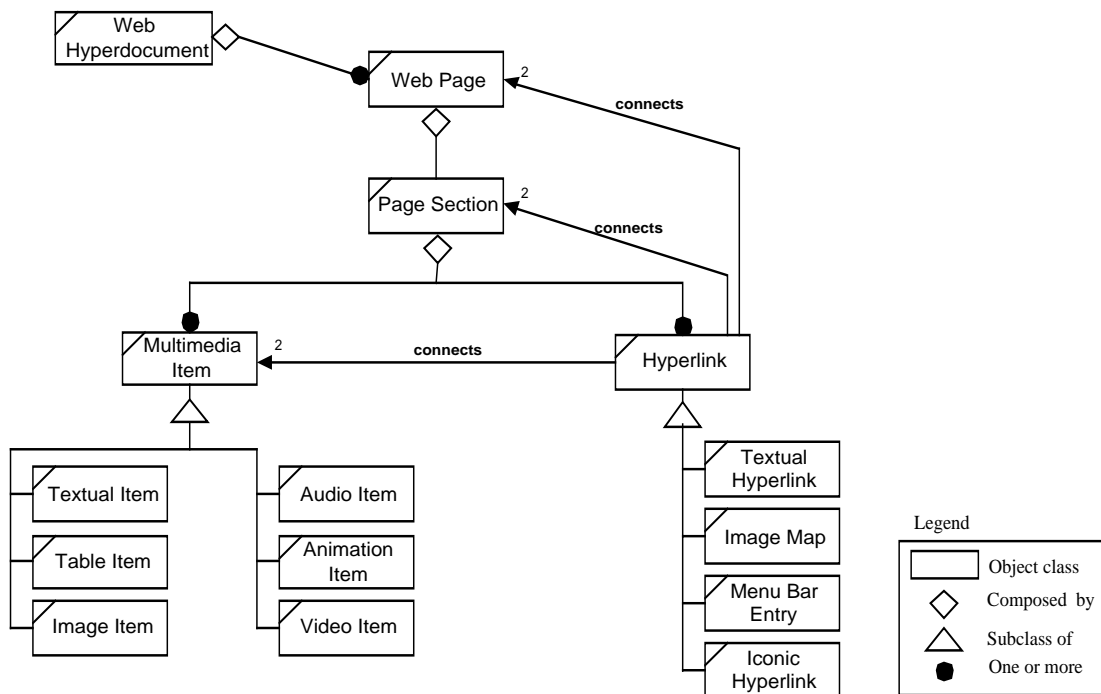 Web
Hyperdocument
Web Page
2
connects
Page Section
2
connects
Multimedia
Item
2
connects
Hyperlink
Textual Item
Audio Item
Textual
Hyperlink
Table Item
Animation
Item
Image Map
Image Item
Video Item
Menu Bar
Entry
Iconic
Hyperlink
Legend
Object class
Composed by
Subclass of
One or more